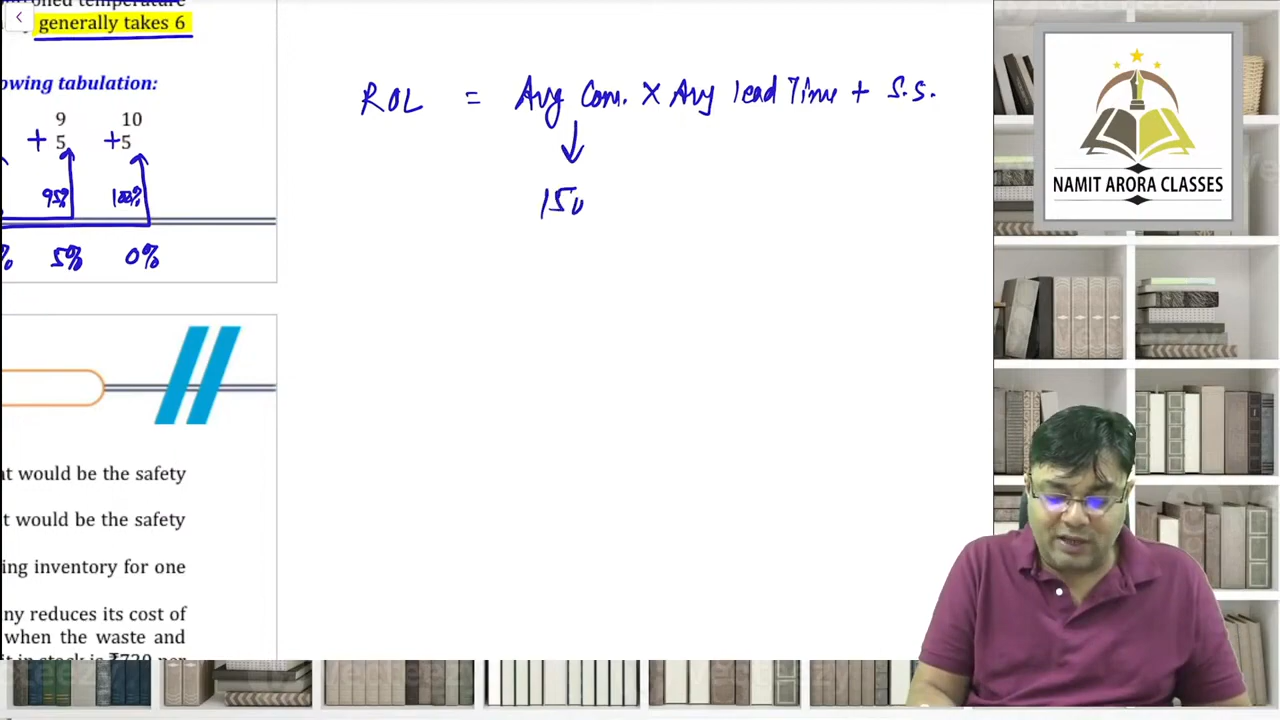 generally takes 6
owing tabulation:
9 10
+ 5 + 5
95% 100%
% 5% 0%
at would be the safety
t would be the safety
ing inventory for one
ny reduces its cost of
when the waste and
ROL = Avg Con. X Avg lead Time + S.S.
150
NAMIT ARORA CLASSES